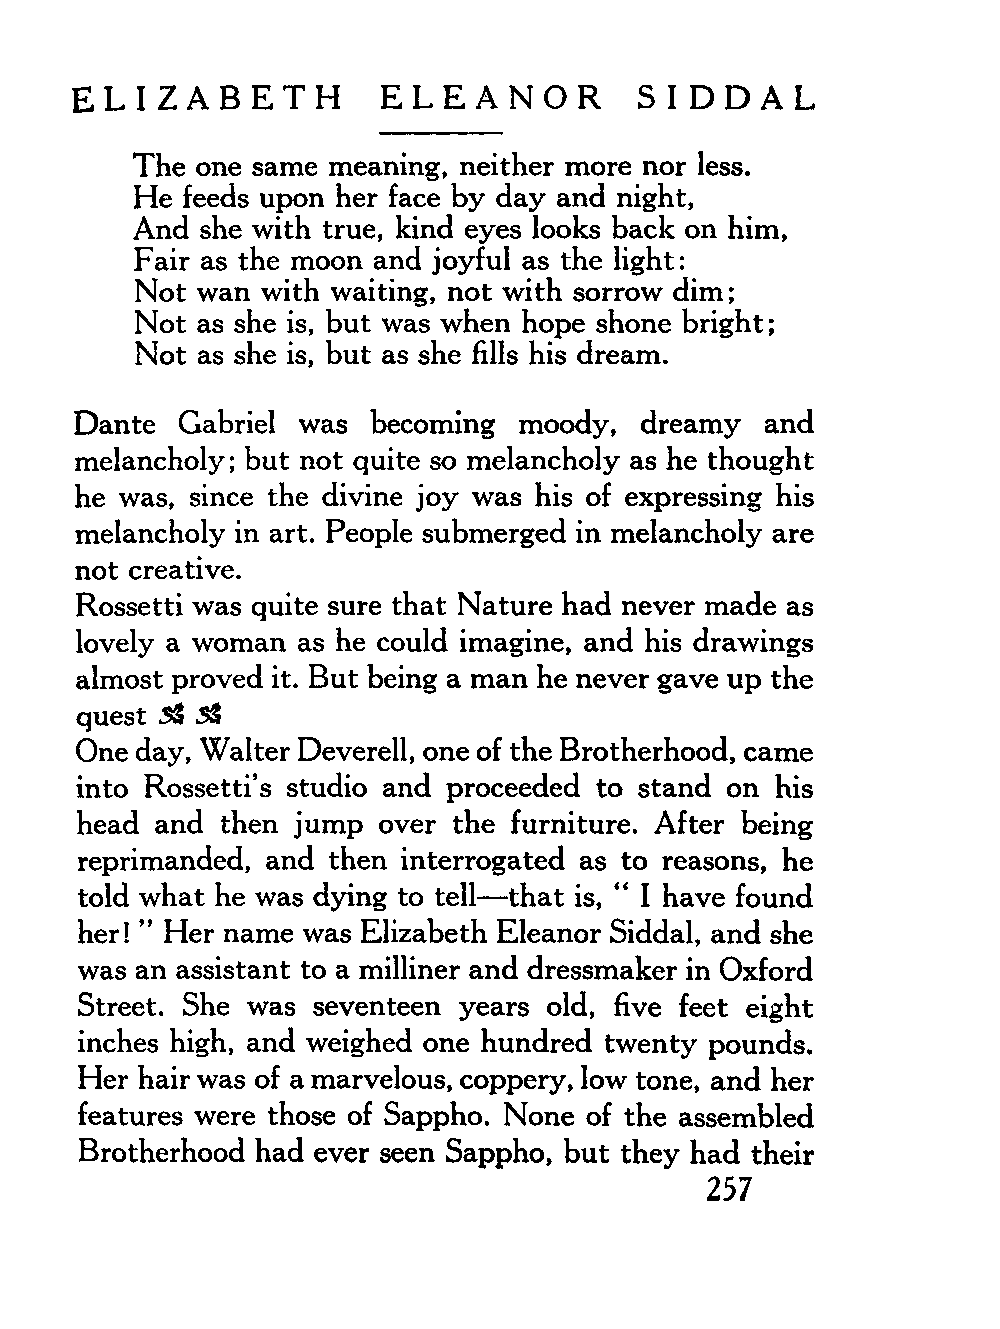 ELIZABETH ELEANOR SIDDAL
The one same meaning, neither more nor less.
He feeds upon her face by day and night,
And she with true, kind eyes looks back on him,
Fair as the moon and joyful as the light:
Not wan with waiting, not with sorrow dim;
Not as she is, but was when hope shone bright;
Not as she is, but as she fills his dream.
Dante Gabriel was becoming moody, dreamy and
melancholy; but not quite so melancholy as he thought
he was, since the divine joy was his of expressing his
melancholy in art. People submerged in melancholy are
not creative.
Rossetti was quite sure that Nature had never made as
lovely a woman as he could imagine, and his drawings
almost proved it. But being a man he never gave up the
quest
One day, Walter Deverell, one of the Brotherhood, came
into Rossetti's studio and proceeded to stand on his
head and then jump over the furniture. After being
reprimanded, and then interrogated as to reasons, he
told what he was dying to tell—that is, " I have found
her! " Her name was Elizabeth Eleanor Siddal, and she
was an assistant to a milliner and dressmaker in Oxford
Street. She was seventeen years old, five feet eight
inches high, and weighed one hundred twenty pounds.
Her hair was of a marvelous, coppery, low tone, and her
features were those of Sappho. None of the assembled
Brotherhood had ever seen Sappho, but they had their
257